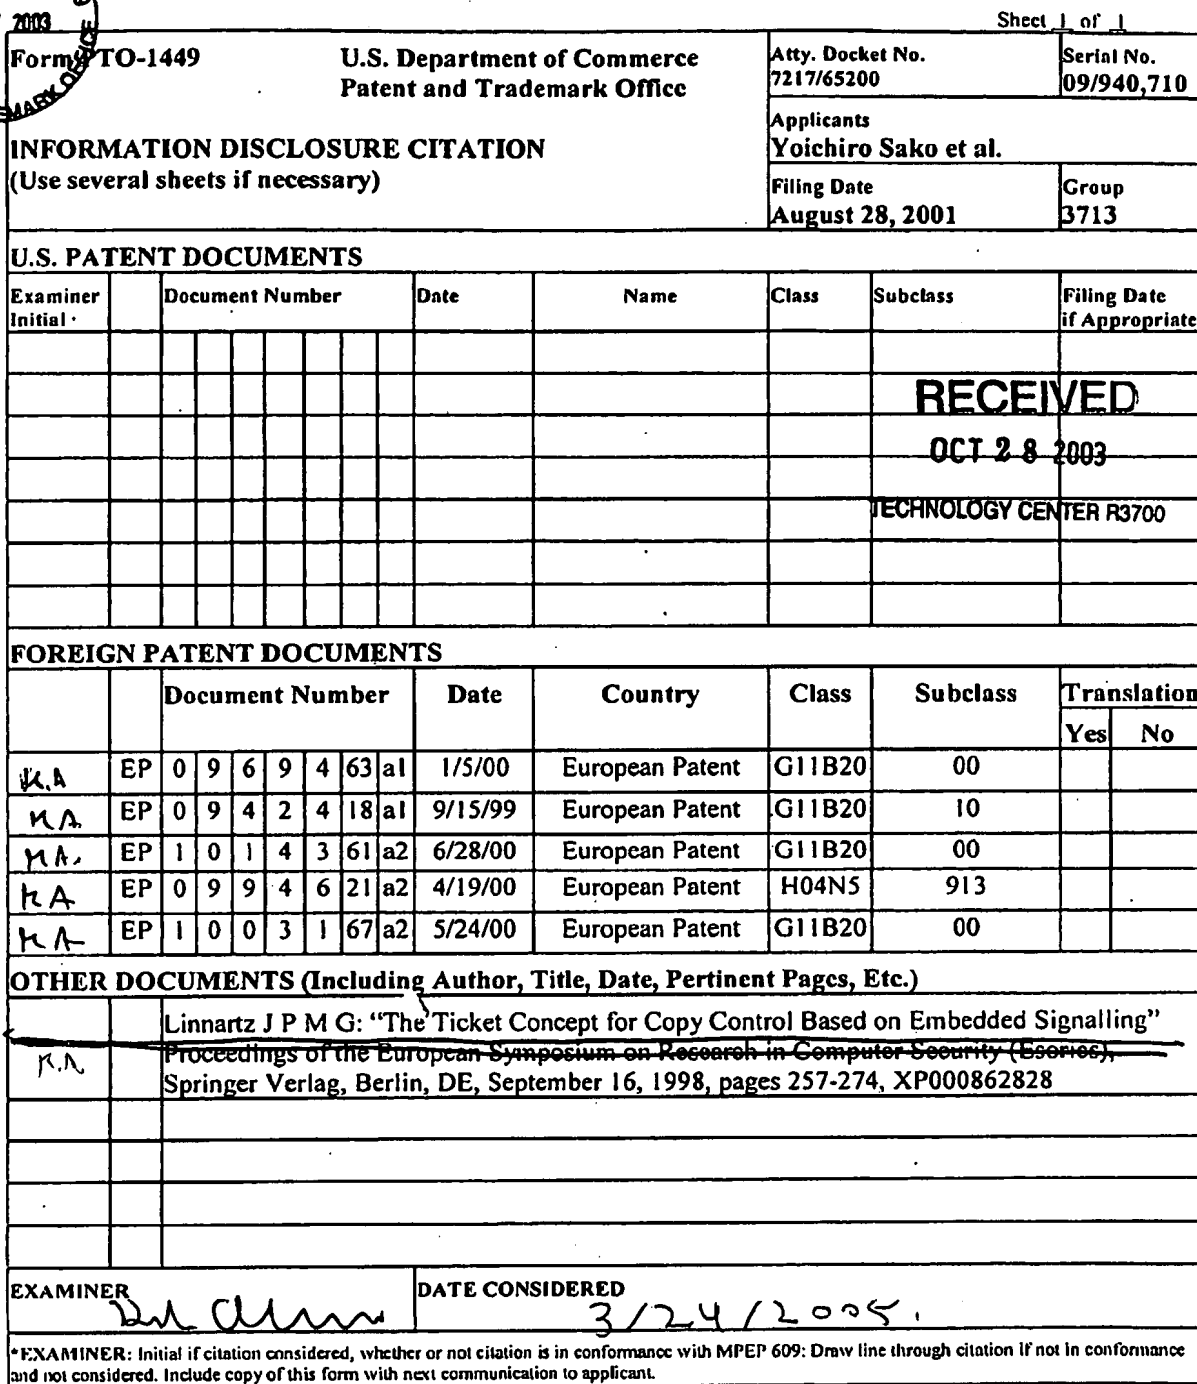 2003
Sheet 1 of 1
Form PTO-1449
U.S. Department of Commerce
Patent and Trademark Office
Atty. Docket No.
7217/65200
Serial No.
09/940,710
INFORMATION DISCLOSURE CITATION
(Use several sheets if necessary)
Applicants
Yoichiro Sako et al.
Filing Date
August 28, 2001
Group
3713
U.S. PATENT DOCUMENTS
Examiner Initial * Document Number Date Name Class Subclass Filing Date if Appropriate
RECEIVED
OCT 28 2003
TECHNOLOGY CENTER R3700
FOREIGN PATENT DOCUMENTS
Document Number Date Country Class Subclass Translation
Yes No
K.A EP 0 9 6 9 4 63 a1 1/5/00 European Patent G11B20 00
K.A. EP 0 9 4 2 4 18 a1 9/15/99 European Patent G11B20 10
K.A. EP 1 0 1 4 3 61 a2 6/28/00 European Patent G11B20 00
K A EP 0 9 9 4 6 21 a2 4/19/00 European Patent H04N5 913
K A EP 1 0 0 3 1 67 a2 5/24/00 European Patent G11B20 00
OTHER DOCUMENTS (Including Author, Title, Date, Pertinent Pages, Etc.)
Linnartz J P M G: “The Ticket Concept for Copy Control Based on Embedded Signalling”
K.A. Proceedings of the European Symposium on Research in Computer Security (Esories),
Springer Verlag, Berlin, DE, September 16, 1998, pages 257-274, XP000862828
EXAMINER
DATE CONSIDERED
3/24/2005.
*EXAMINER: Initial if citation considered, whether or not citation is in conformance with MPEP 609: Draw line through citation if not in conformance
and not considered. Include copy of this form with next communication to applicant.